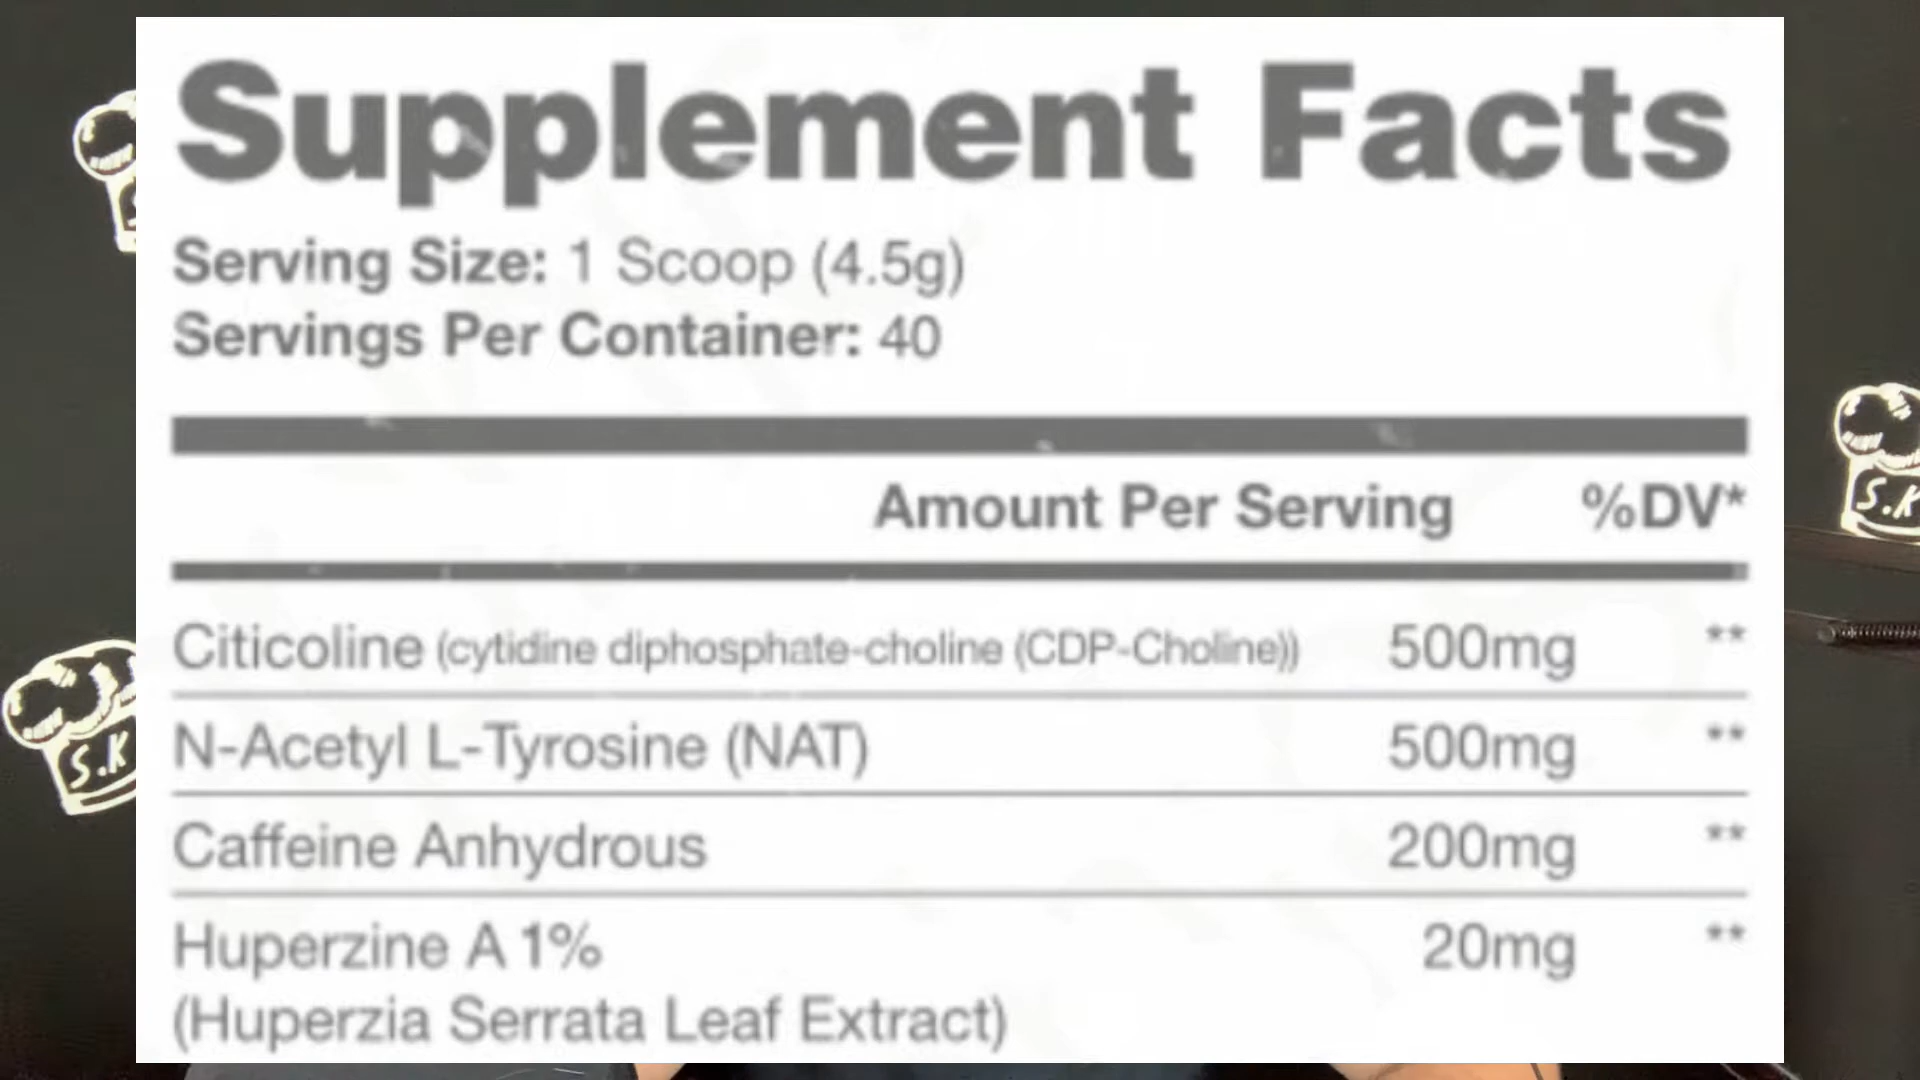 Supplement Facts
Serving Size: 1 Scoop (4.5g)
Servings Per Container: 40
Amount Per Serving %DV*
Citicoline (cytidine diphosphate-choline (CDP-Choline)) 500mg **
N-Acetyl L-Tyrosine (NAT) 500mg **
Caffeine Anhydrous 200mg **
Huperzine A 1% 20mg **
(Huperzia Serrata Leaf Extract)
S.K
S.K